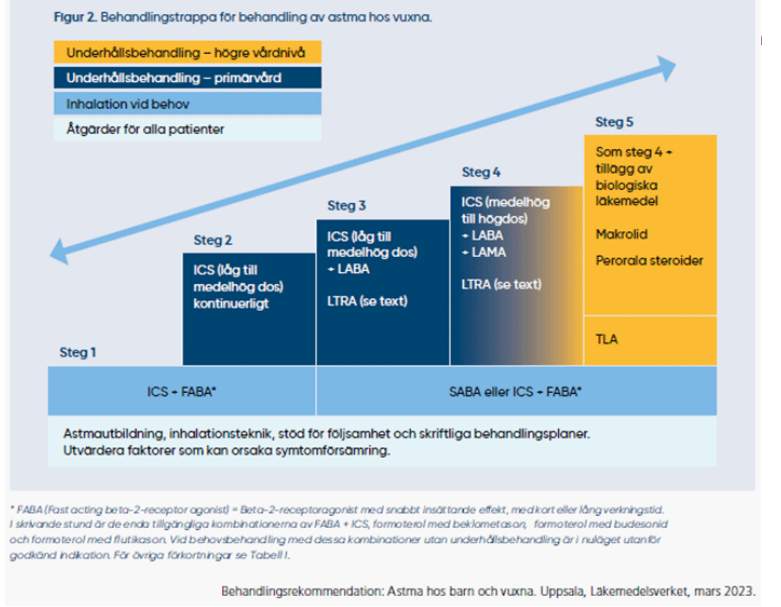 Figur 2. Behandlingstrappa för behandling av astma hos vuxna.
Underhållsbehandling – högre vårdnivå
Underhållsbehandling – primärvård
Inhalation vid behov
Åtgärder för alla patienter
Steg 1
Steg 2
ICS (låg till
medelhög dos)
kontinuerligt
Steg 3
ICS (låg till
medelhög dos)
+ LABA
LTRA (se text)
Steg 4
ICS (medelhög
till högdos)
+ LABA
+ LAMA
LTRA (se text)
Steg 5
Som steg 4 +
tillägg av
biologiska
läkemedel
Makrolid
Perorala steroider
TLA
ICS + FABA*
SABA eller ICS + FABA*
Astmautbildning, inhalationsteknik, stöd för följsamhet och skriftliga behandlingsplaner.
Utvärdera faktorer som kan orsaka symtomförsämring.
* FABA (Fast acting beta-2-receptor agonist) = Beta-2-receptoragonist med snabbt insättande effekt, med kort eller lång verkningstid.
I skrivande stund är de enda tillgängliga kombinationerna av FABA + ICS, formoterol med beklometason, formoterol med budesonid
och formoterol med flutikason. Vid behovsbehandling med dessa kombinationer utan underhållsbehandling är i nuläget utanför
godkänd indikation. För övriga förkortningar se Tabell I.
Behandlingsrekommendation: Astma hos barn och vuxna. Uppsala, Läkemedelsverket, mars 2023.